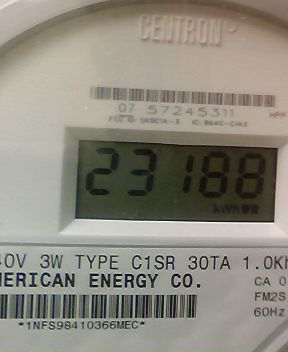 CENTRON
07 57245311
23188
kWh
40V 3W TYPE C1SR 30TA 1.0Kh
MERICAN ENERGY CO.
CA 0
FM2S
60Hz
*1NFS98410366MEC*